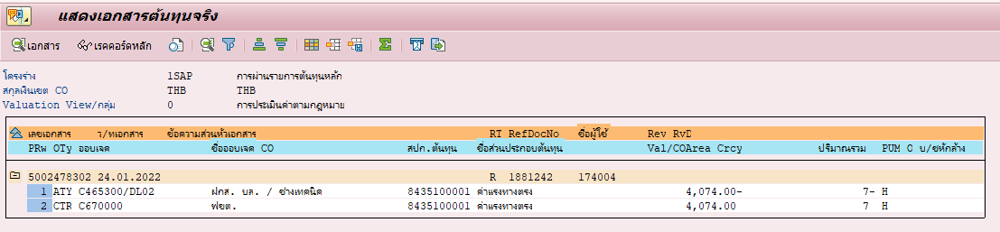 แสดงเอกสารต้นทุนจริง
เอกสาร เรคคอร์ดหลัก
โครงร่าง 1SAP การผ่านรายการต้นทุนหลัก
สกุลเงินเขต CO THB THB
Valuation View/กลุ่ม 0 การประเมินค่าตามกฎหมาย
เลขเอกสาร ว/ทเอกสาร ข้อความส่วนหัวเอกสาร RT RefDocNo ชื่อผู้ใช้ Rev RvD
PRw OTy ออบเจค ชื่อออบเจค CO สปก.ต้นทุน ชื่อส่วนประกอบต้นทุน Val/COArea Crcy ปริมาณรวม PUM O บ/ชหักล้าง
5002478302 24.01.2022 R 1881242 174004
1 ATY C465300/DL02 ฝกส. บล. / ช่างเทคนิค 8435100001 ค่าแรงทางตรง 4,074.00- 7- H
2 CTR C670000 ฟขต. 8435100001 ค่าแรงทางตรง 4,074.00 7 H